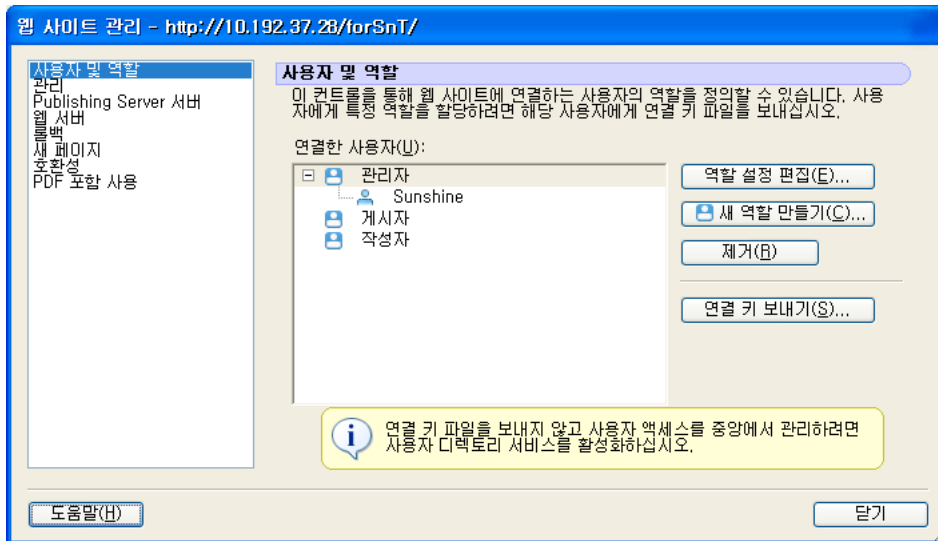 웹 사이트 관리 - http://10.192.37.28/forSnT/
사용자 및 역할
관리
Publishing Server 서버
웹 서버
롤백
새 페이지
호환성
PDF 포함 사용
사용자 및 역할
이 컨트롤을 통해 웹 사이트에 연결하는 사용자의 역할을 정의할 수 있습니다. 사용
자에게 특정 역할을 할당하려면 해당 사용자에게 연결 키 파일을 보내십시오.
연결한 사용자(U):
관리자
Sunshine
게시자
작성자
역할 설정 편집(E)...
새 역할 만들기(C)...
제거(R)
연결 키 보내기(S)...
연결 키 파일을 보내지 않고 사용자 액세스를 중앙에서 관리하려면
사용자 디렉토리 서비스를 활성화하십시오.
도움말(H)
닫기